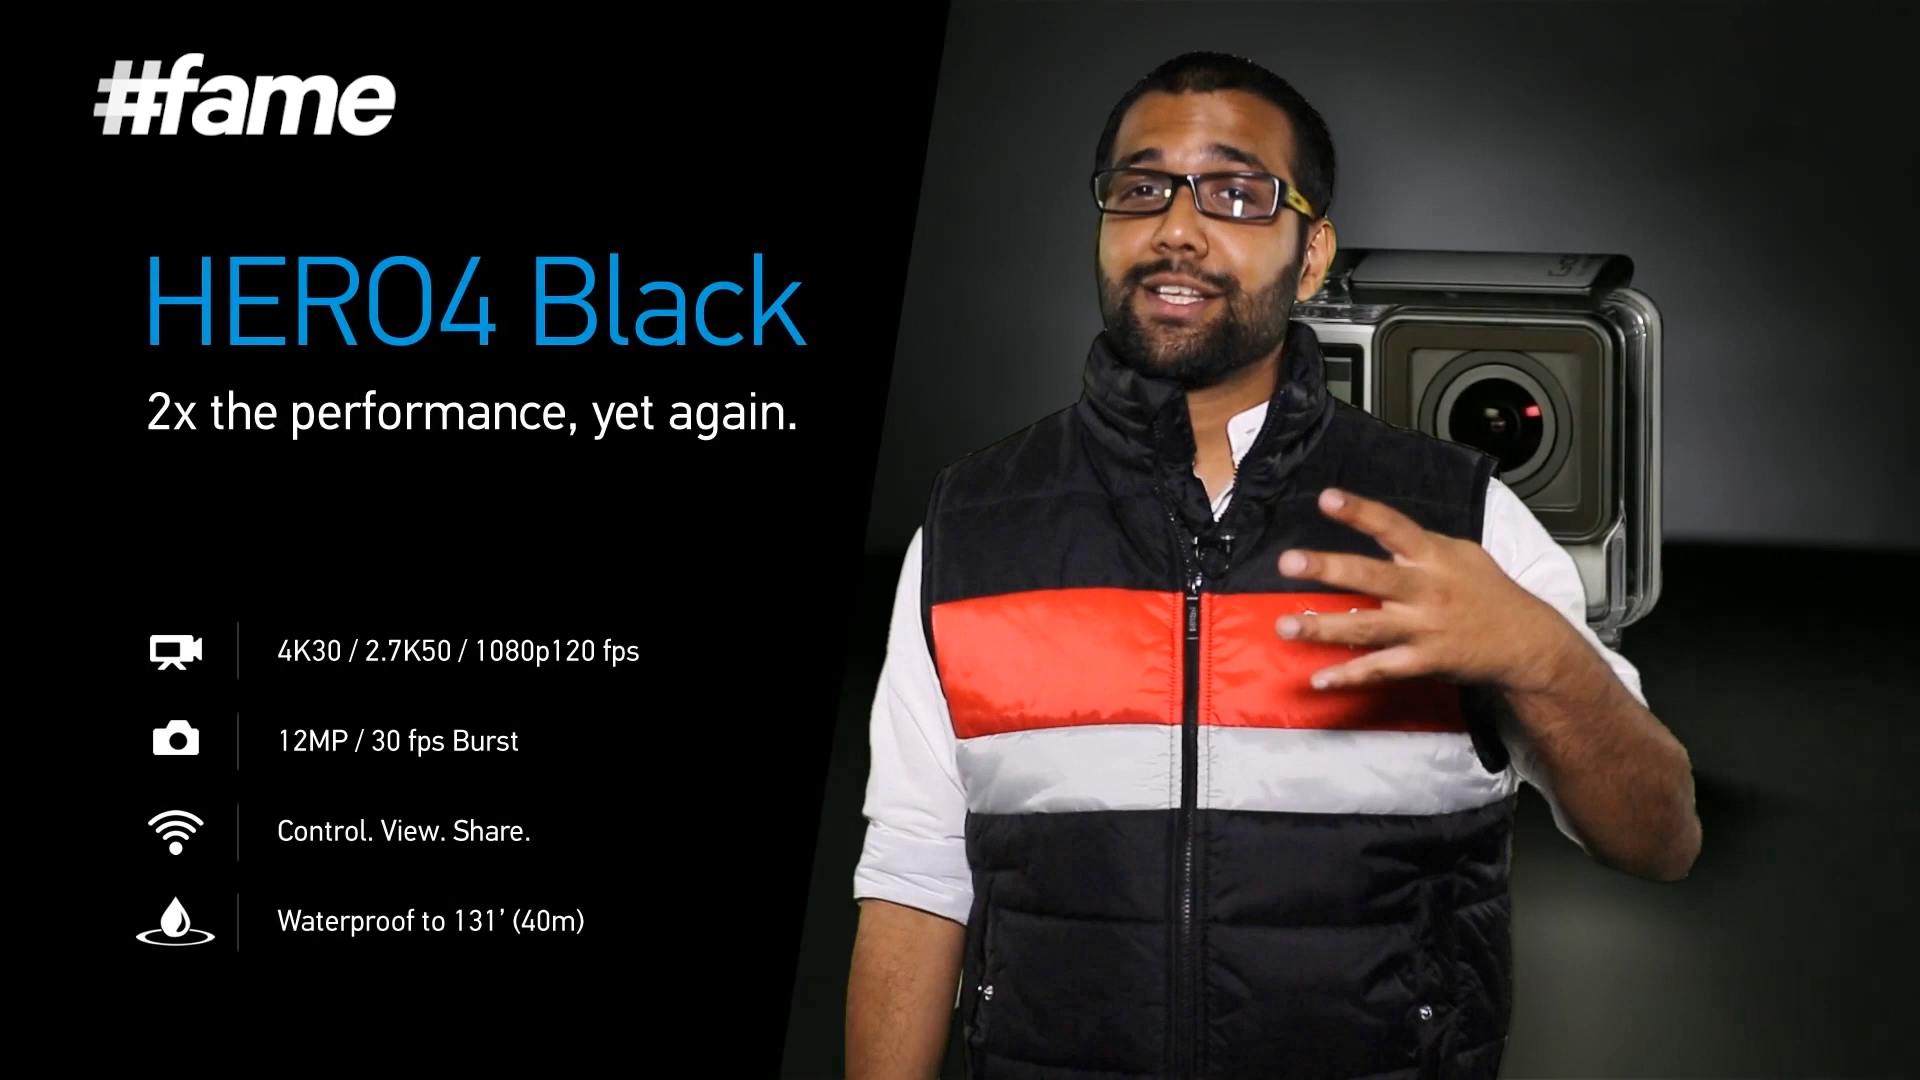 #fame
HERO4 Black
2x the performance, yet again.
4K30 / 2.7K50 / 1080p120 fps
12MP / 30 fps Burst
Control. View. Share.
Waterproof to 131’ (40m)